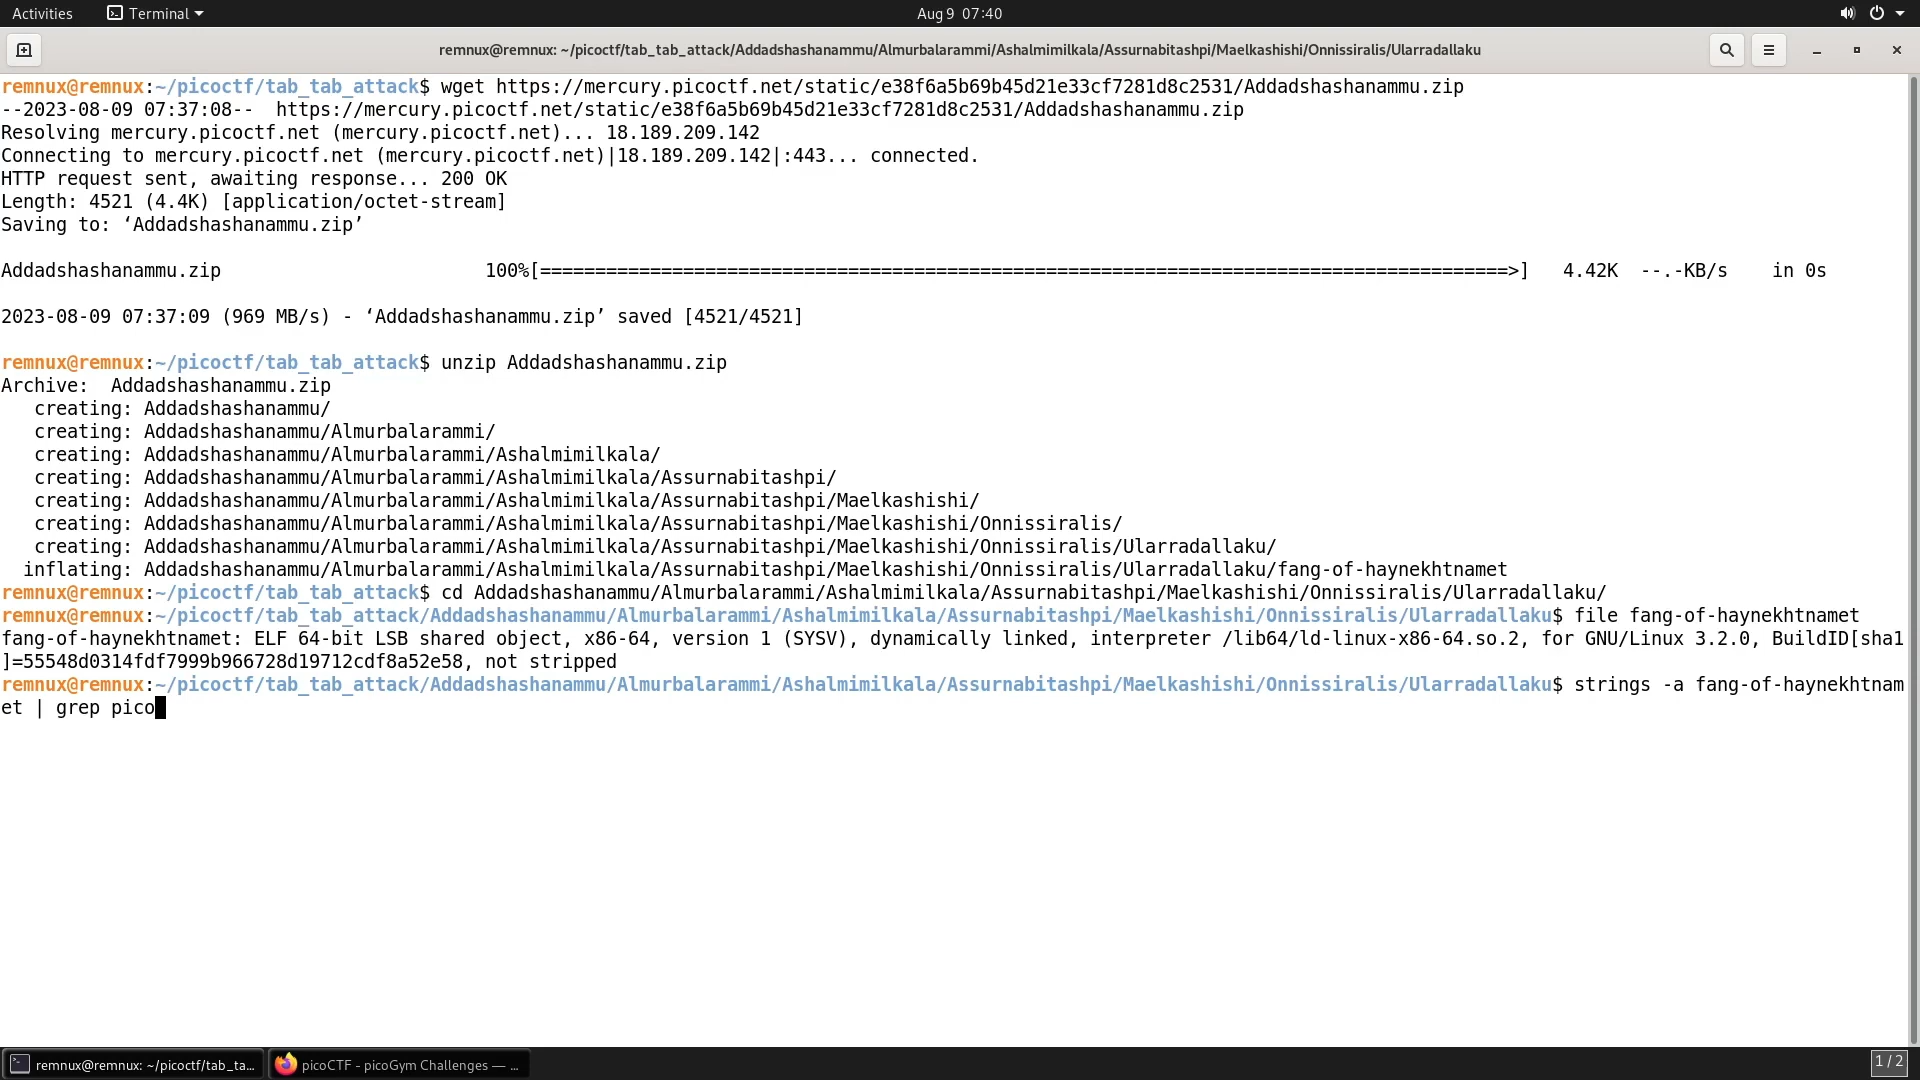 Activities Terminal Aug 9 07:40
remnux@remnux: ~/picoctf/tab_tab_attack/Addadshashanammu/Almurbalarammi/Ashalmimilkala/Assurnabitashpi/Maelkashishi/Onnissiralis/Ularradallaku
remnux@remnux:~/picoctf/tab_tab_attack$ wget https://mercury.picoctf.net/static/e38f6a5b69b45d21e33cf7281d8c2531/Addadshashanammu.zip
--2023-08-09 07:37:08--  https://mercury.picoctf.net/static/e38f6a5b69b45d21e33cf7281d8c2531/Addadshashanammu.zip
Resolving mercury.picoctf.net (mercury.picoctf.net)... 18.189.209.142
Connecting to mercury.picoctf.net (mercury.picoctf.net)|18.189.209.142|:443... connected.
HTTP request sent, awaiting response... 200 OK
Length: 4521 (4.4K) [application/octet-stream]
Saving to: ‘Addadshashanammu.zip’
Addadshashanammu.zip 100%[========================================================================================>] 4.42K --.-KB/s in 0s
2023-08-09 07:37:09 (969 MB/s) - ‘Addadshashanammu.zip’ saved [4521/4521]
remnux@remnux:~/picoctf/tab_tab_attack$ unzip Addadshashanammu.zip
Archive:  Addadshashanammu.zip
creating: Addadshashanammu/
creating: Addadshashanammu/Almurbalarammi/
creating: Addadshashanammu/Almurbalarammi/Ashalmimilkala/
creating: Addadshashanammu/Almurbalarammi/Ashalmimilkala/Assurnabitashpi/
creating: Addadshashanammu/Almurbalarammi/Ashalmimilkala/Assurnabitashpi/Maelkashishi/
creating: Addadshashanammu/Almurbalarammi/Ashalmimilkala/Assurnabitashpi/Maelkashishi/Onnissiralis/
creating: Addadshashanammu/Almurbalarammi/Ashalmimilkala/Assurnabitashpi/Maelkashishi/Onnissiralis/Ularradallaku/
inflating: Addadshashanammu/Almurbalarammi/Ashalmimilkala/Assurnabitashpi/Maelkashishi/Onnissiralis/Ularradallaku/fang-of-haynekhtnamet
remnux@remnux:~/picoctf/tab_tab_attack$ cd Addadshashanammu/Almurbalarammi/Ashalmimilkala/Assurnabitashpi/Maelkashishi/Onnissiralis/Ularradallaku/
remnux@remnux:~/picoctf/tab_tab_attack/Addadshashanammu/Almurbalarammi/Ashalmimilkala/Assurnabitashpi/Maelkashishi/Onnissiralis/Ularradallaku$ file fang-of-haynekhtnamet
fang-of-haynekhtnamet: ELF 64-bit LSB shared object, x86-64, version 1 (SYSV), dynamically linked, interpreter /lib64/ld-linux-x86-64.so.2, for GNU/Linux 3.2.0, BuildID[sha1
]=55548d0314fdf7999b966728d19712cdf8a52e58, not stripped
remnux@remnux:~/picoctf/tab_tab_attack/Addadshashanammu/Almurbalarammi/Ashalmimilkala/Assurnabitashpi/Maelkashishi/Onnissiralis/Ularradallaku$ strings -a fang-of-haynekhtnam
et | grep pico
remnux@remnux: ~/picoctf/tab_ta... picoCTF - picoGym Challenges — ... 1 / 2